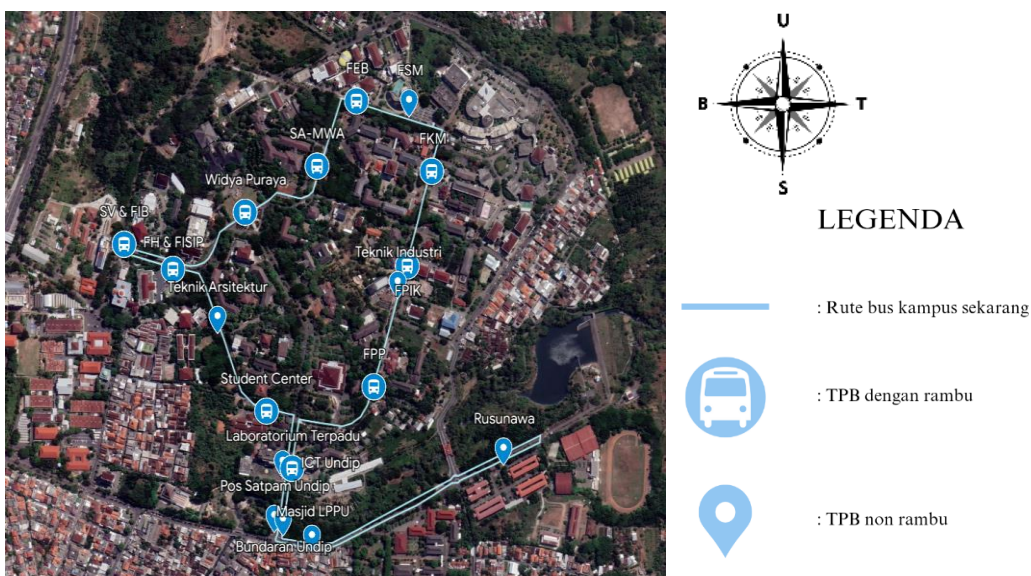 FEB
FSM
SA-MWA
FKM
Widya Puraya
SV & FIB
FH & FISIP
Teknik Industri
Teknik Arsitektur
FPIK
FPP
Student Center
Rusunawa
Laboratorium Terpadu
ICT Undip
Pos Satpam Undip
Masjid LPPU
Bundaran Undip
U
B
T
S
LEGENDA
: Rute bus kampus sekarang
: TPB dengan rambu
: TPB non rambu